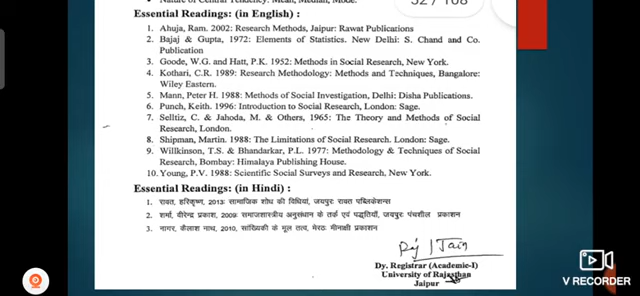 Nature of Central Tendency: Mean, Median, Mode.
52 / 108
Essential Readings: (in English) :
1. Ahuja, Ram. 2002: Research Methods, Jaipur: Rawat Publications
2. Bajaj & Gupta, 1972: Elements of Statistics. New Delhi: S. Chand and Co.
Publication
3. Goode, W.G. and Hatt, P.K. 1952: Methods in Social Research, New York.
4. Kothari, C.R. 1989: Research Methodology: Methods and Techniques, Bangalore:
Wiley Eastern.
5. Mann, Peter H. 1988: Methods of Social Investigation, Delhi: Disha Publications.
6. Punch, Keith. 1996: Introduction to Social Research, London: Sage.
7. Selltiz, C. & Jahoda, M. & Others, 1965: The Theory and Methods of Social
Research, London.
8. Shipman, Martin. 1988: The Limitations of Social Research. London: Sage.
9. Willkinson, T.S. & Bhandarkar, P.L. 1977: Methodology & Techniques of Social
Research, Bombay: Himalaya Publishing House.
10. Young, P.V. 1988: Scientific Social Surveys and Research, New York.
Essential Readings: (in Hindi) :
1. रावत, हरिकृष्ण, 2013: सामाजिक शोध की विधियां, जयपुर: रावत पब्लिकेशन्स
2. शर्मा, वीरेन्द्र प्रकाश, 2009: समाजशास्त्रीय अनुसंधान के तर्क एवं पद्धतियाँ, जयपुर: पंचशील प्रकाशन
3. नागर, कैलाश नाथ, 2010, सांख्यिकी के मूल तत्व, मेरठ: मीनाक्षी प्रकाशन
Raj Jain
Dy. Registrar (Academic-I)
University of Rajasthan
Jaipur
V RECORDER